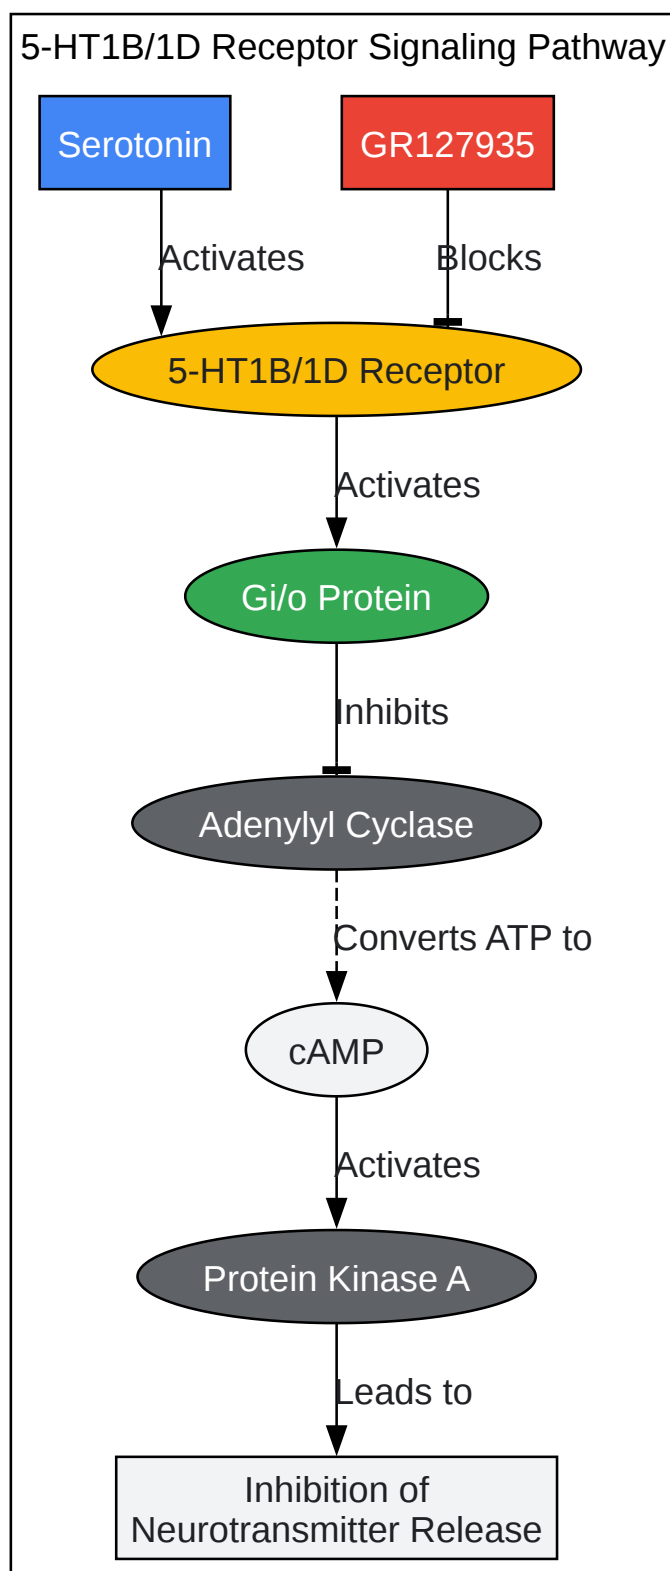 5-HT1B/1D Receptor Signaling Pathway
Serotonin
GR127935
Activates
Blocks
5-HT1B/1D Receptor
Activates
Gi/o Protein
Inhibits
Adenylyl Cyclase
Converts ATP to
cAMP
Activates
Protein Kinase A
Leads to
Inhibition of
Neurotransmitter Release